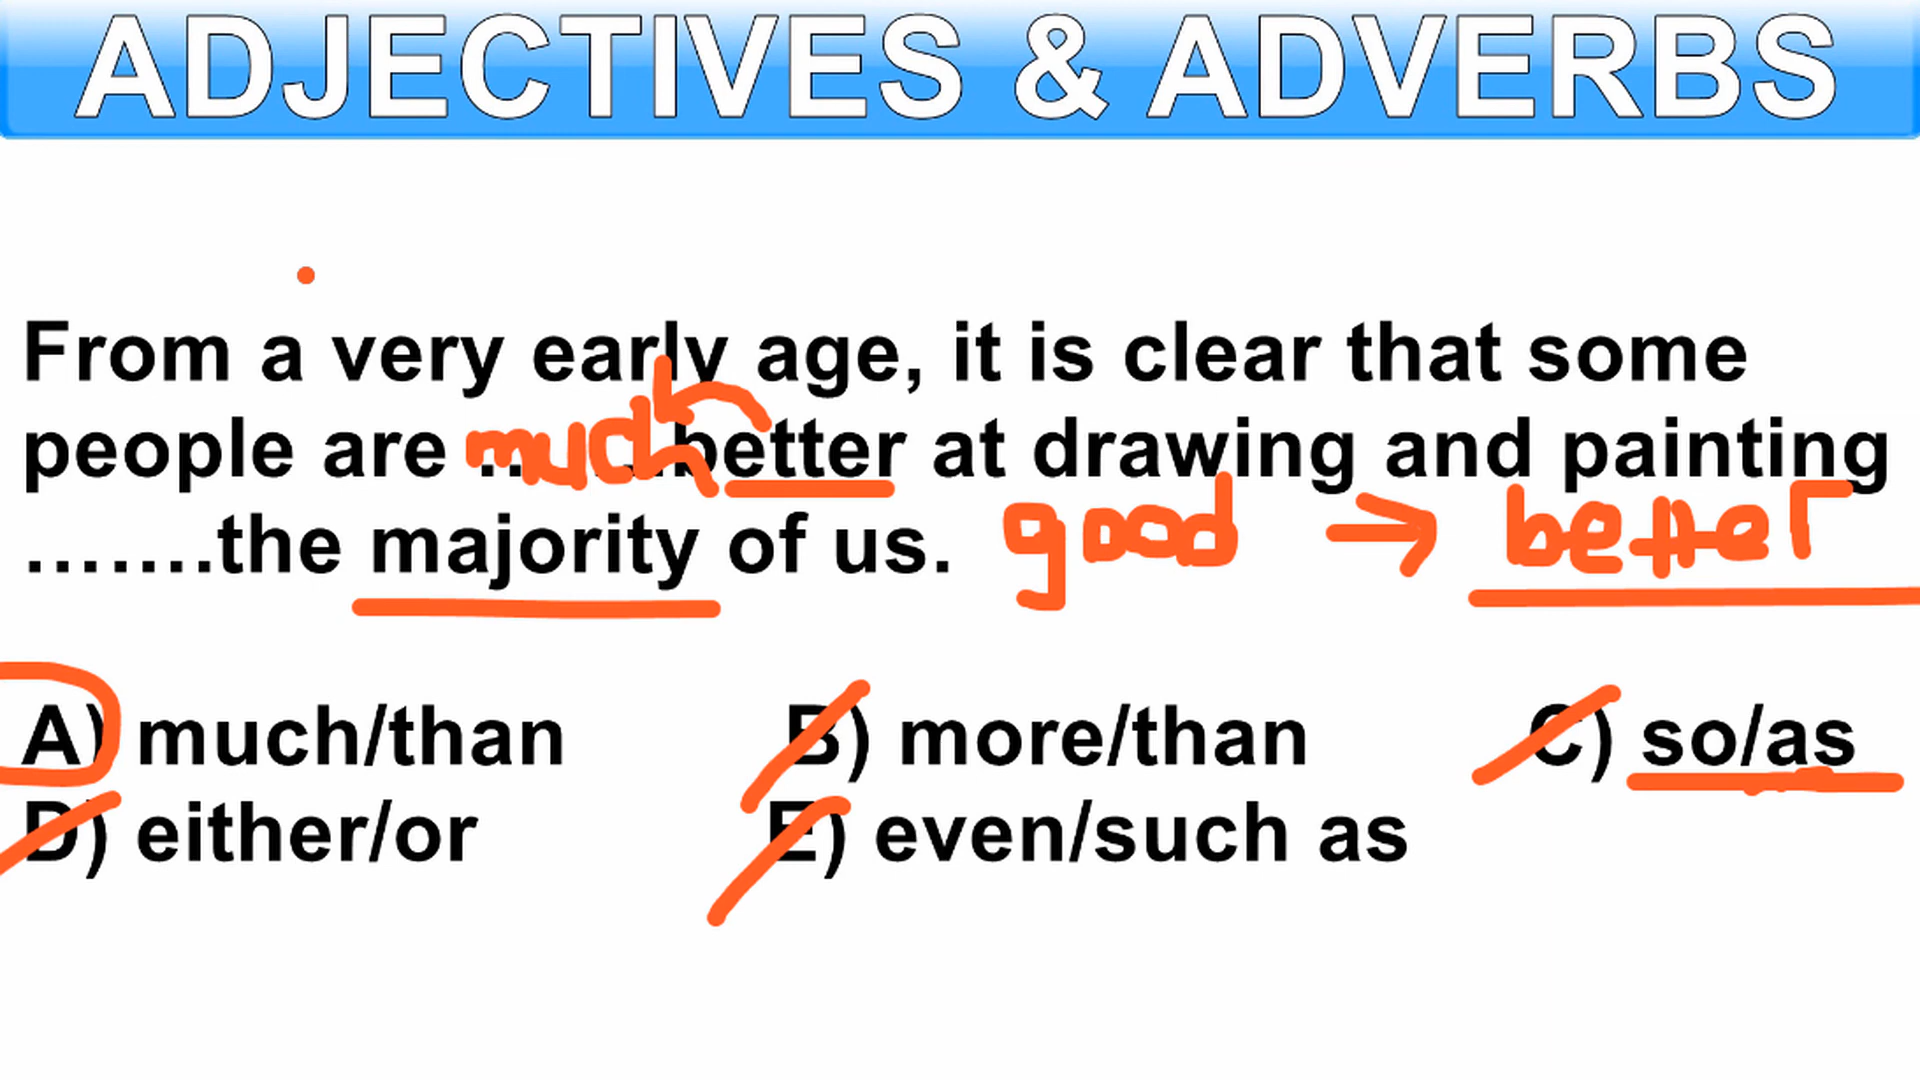 ADJECTIVES & ADVERBS
From a very early age, it is clear that some
people are much better at drawing and painting
.......the majority of us. good → better
A) much/than B) more/than C) so/as
D) either/or E) even/such as